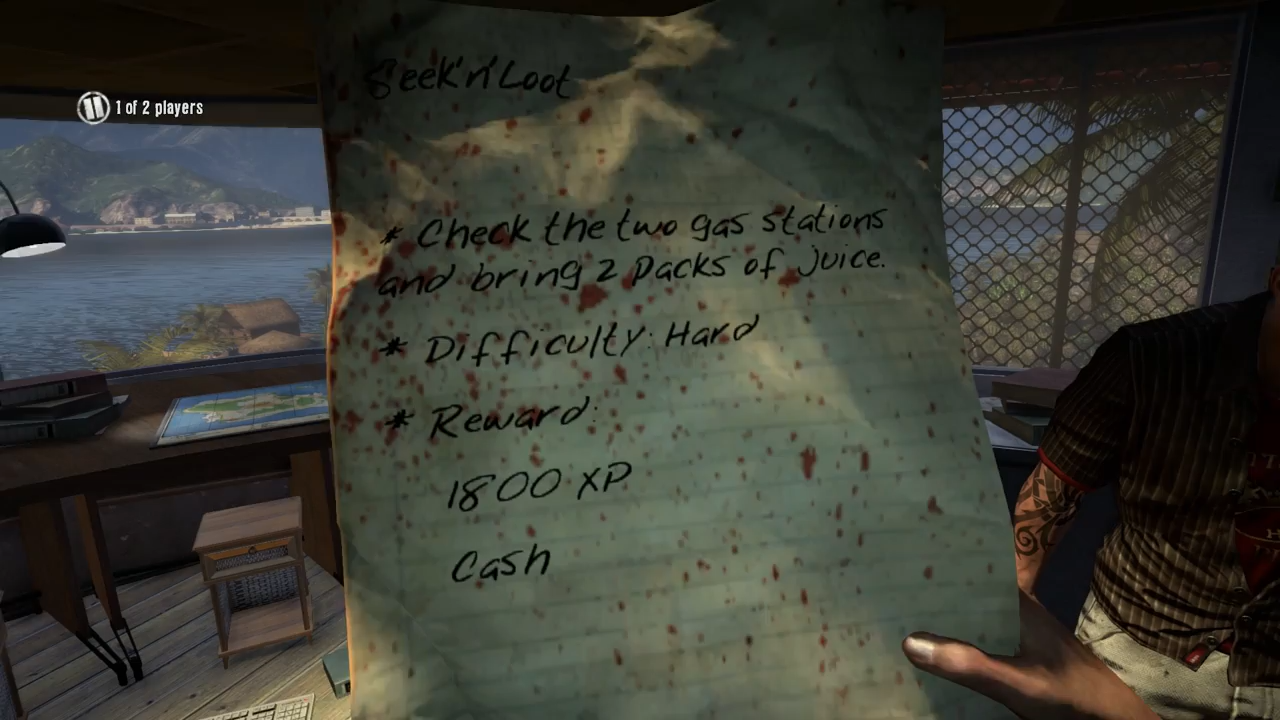 1 of 2 players
Seek'n'Loot
* Check the two gas stations
and bring 2 packs of juice.
* Difficulty: Hard
* Reward:
1800 XP
Cash